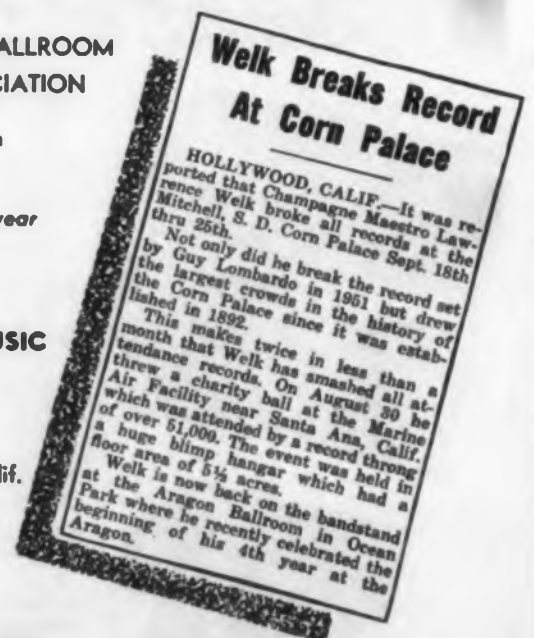 ALLROOM
CIATION
n
year
USIC
lif.
Welk Breaks Record
At Corn Palace
HOLLYWOOD, CALIF.—It was re-
ported that Champagne Maestro Law-
rence Welk broke all records at the
Mitchell, S. D. Corn Palace Sept. 18th
thru 25th.
Not only did he break the record set
by Guy Lombardo in 1951 but drew
the largest crowds in the history of
the Corn Palace since it was estab-
lished in 1892.
This makes twice in less than a
month that Welk has smashed all at-
tendance records. On August 30 he
threw a charity ball at the Marine
Air Facility near Santa Ana, Calif.
which was attended by a record throng
of over 51,000. The event was held in
a huge blimp hangar which had a
floor area of 5½ acres.
Welk is now back on the bandstand
at the Aragon Ballroom in Ocean
Park where he recently celebrated the
beginning of his 4th year at the
Aragon.